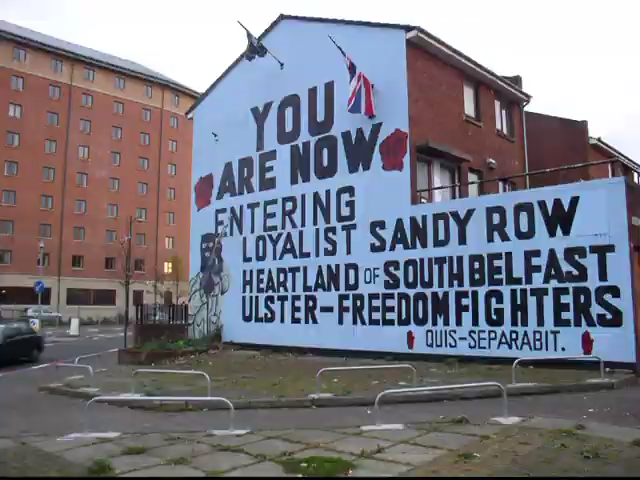 YOU
ARE NOW
ENTERING
LOYALIST SANDY ROW
HEARTLAND OF SOUTH BELFAST
ULSTER-FREEDOM FIGHTERS
QUIS-SEPARABIT.